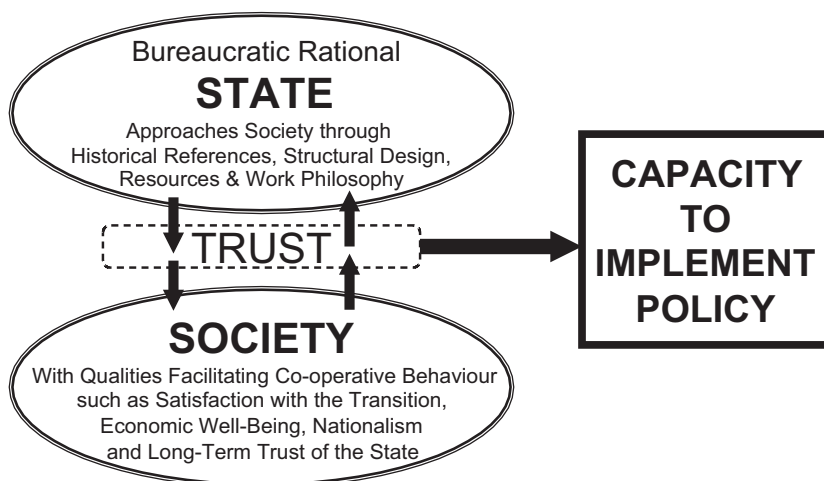 Bureaucratic Rational
STATE
Approaches Society through
Historical References, Structural Design,
Resources & Work Philosophy
TRUST
SOCIETY
With Qualities Facilitating Co-operative Behaviour
such as Satisfaction with the Transition,
Economic Well-Being, Nationalism
and Long-Term Trust of the State
CAPACITY
TO
IMPLEMENT
POLICY